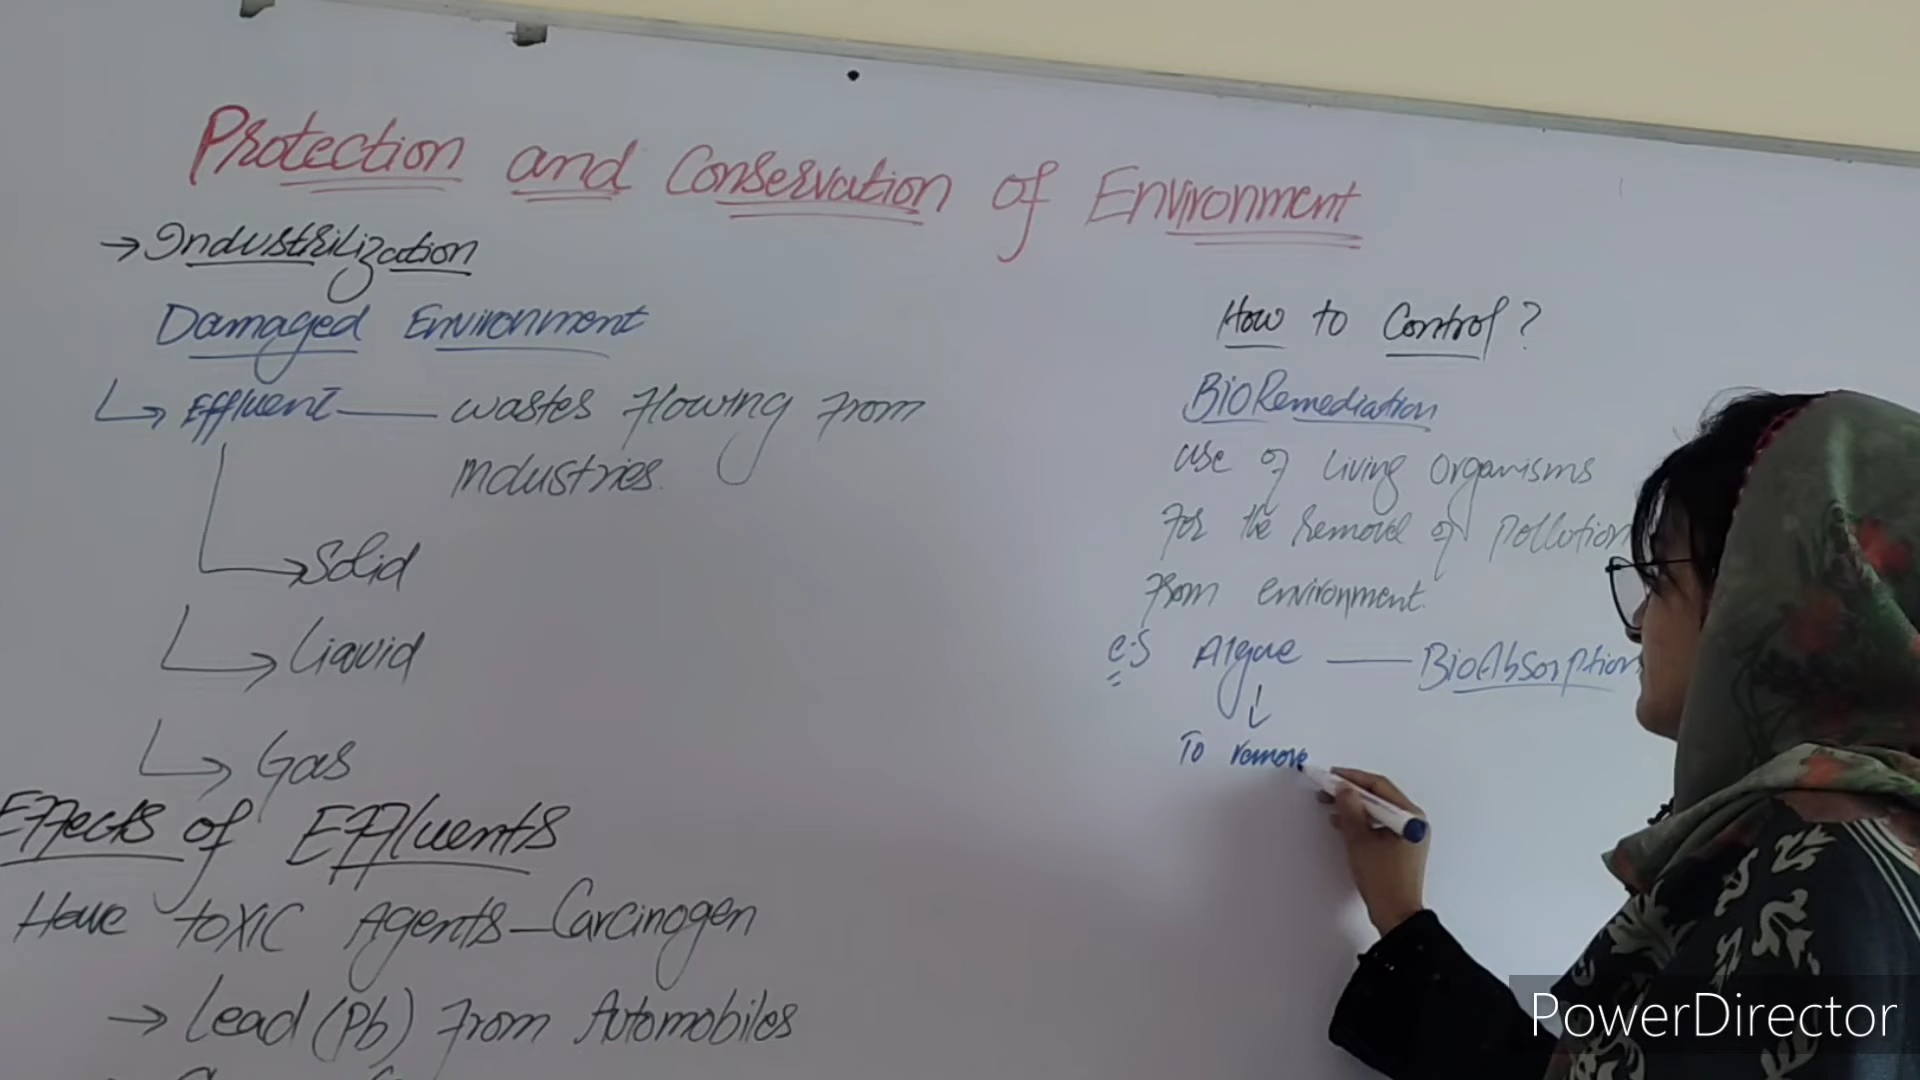 Protection and Conservation of Environment
→ Industrilization
Damaged Environment
Effluent — wastes flowing from
industries.
→ Solid
→ Liquid
→ Gas
Effects of Effluents
Have toxic Agents - Carcinogen
→ Lead (Pb) from Automobiles
How to Control?
BioRemediation
use of living organisms
for the removel of pollution
from environment.
e.g Algae — BioAbsorption
↓
To remove
PowerDirector